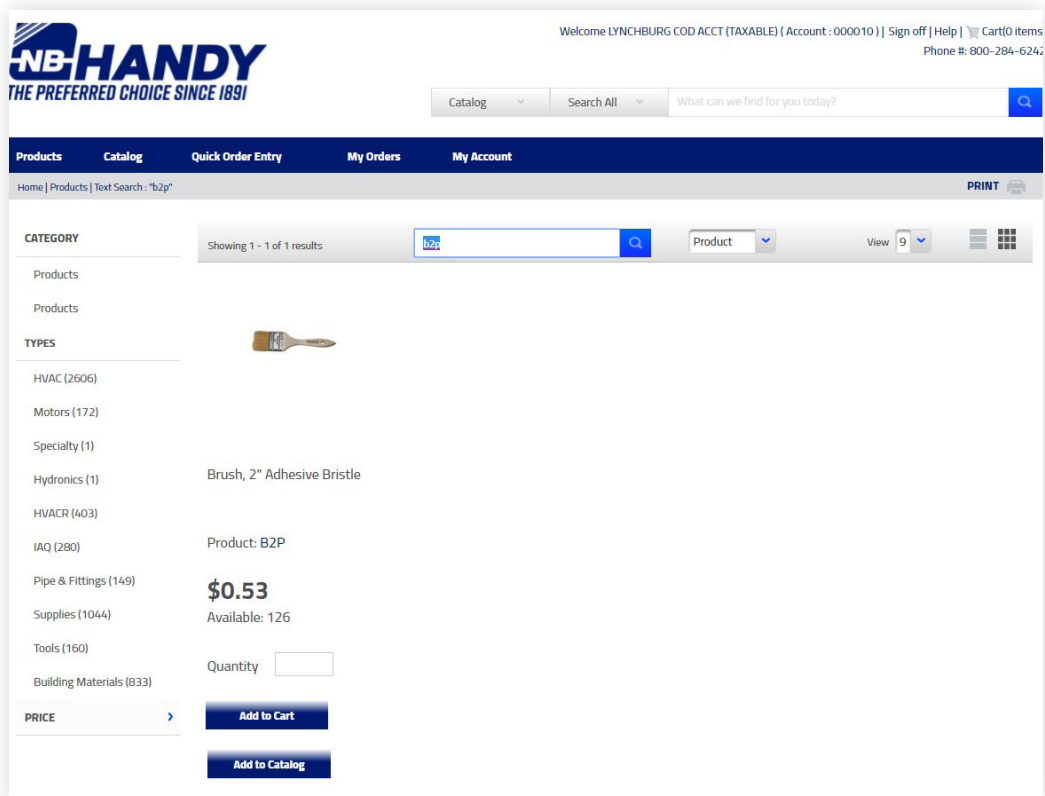 NB HANDY
THE PREFERRED CHOICE SINCE 1891
Welcome LYNCHBURG COD ACCT (TAXABLE) ( Account : 000010 ) | Sign off | Help | Cart(0 items
Phone #: 800-284-6242
Catalog Search All What can we find for you today?
Products Catalog Quick Order Entry My Orders My Account
Home | Products | Text Search : "b2p" PRINT
CATEGORY
Products
Products
TYPES
HVAC (2606)
Motors (172)
Specialty (1)
Hydronics (1)
HVACR (403)
IAQ (280)
Pipe & Fittings (149)
Supplies (1044)
Tools (160)
Building Materials (833)
PRICE
Showing 1 - 1 of 1 results b2p Product View 9
Brush, 2" Adhesive Bristle
Product: B2P
$0.53
Available: 126
Quantity
Add to Cart
Add to Catalog